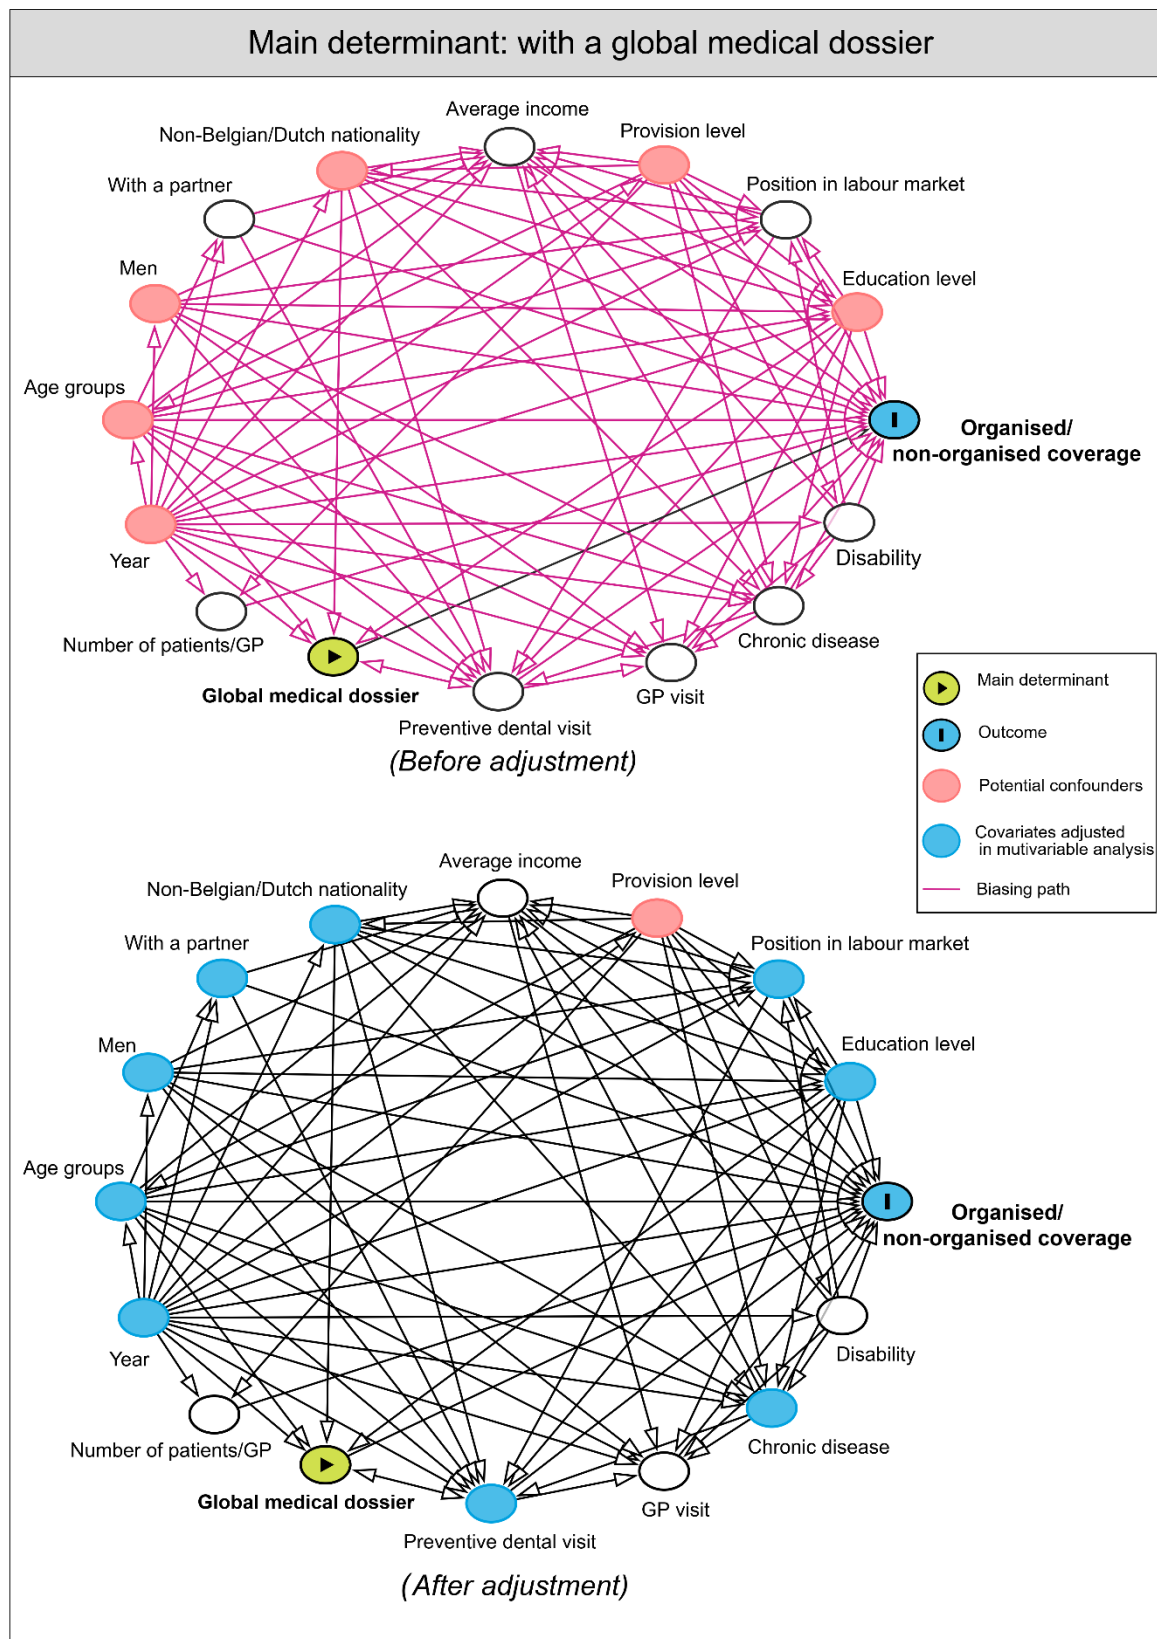 Main determinant: with a global medical dossier
Average income
Non-Belgian/Dutch nationality
Provision level
With a partner
Position in labour market
Men
Education level
Age groups
Organised/
non-organised coverage
Year
Disability
Number of patients/GP
Chronic disease
Global medical dossier
GP visit
Preventive dental visit
(Before adjustment)
Main determinant
Outcome
Potential confounders
Covariates adjusted
in mutivariable analysis
Biasing path
Average income
Non-Belgian/Dutch nationality
Provision level
With a partner
Position in labour market
Men
Education level
Age groups
Organised/
non-organised coverage
Year
Disability
Number of patients/GP
Chronic disease
Global medical dossier
GP visit
Preventive dental visit
(After adjustment)